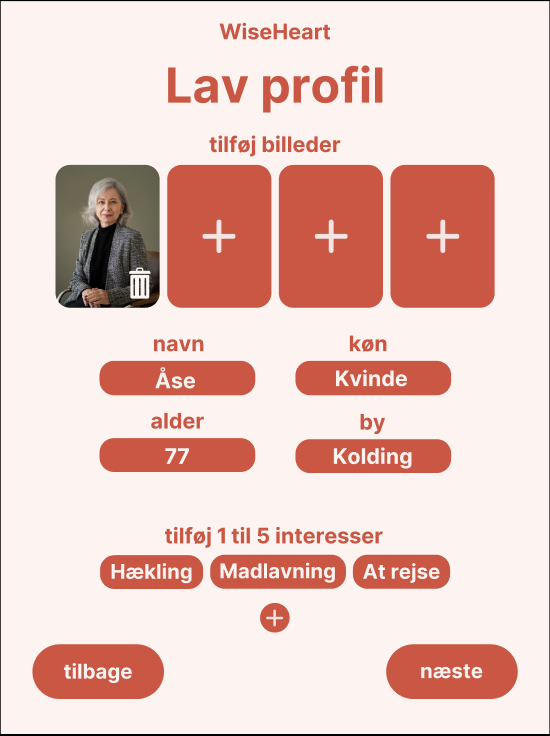 WiseHeart
Lav profil
tilføj billeder
navn
køn
Åse
Kvinde
alder
by
77
Kolding
tilføj 1 til 5 interesser
Hækling Madlavning At rejse
tilbage
næste